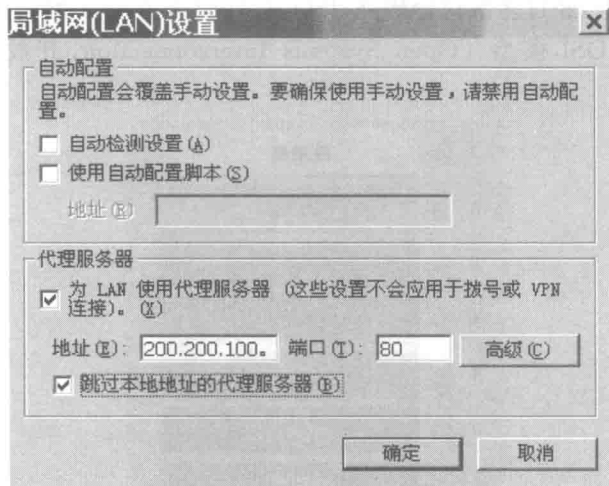 局域网(LAN)设置
自动配置
自动配置会覆盖手动设置。要确保使用手动设置，请禁用自动配
置。
自动检测设置(A)
使用自动配置脚本(S)
地址(R)
代理服务器
为 LAN 使用代理服务器 (这些设置不会应用于拨号或 VPN
连接)。(X)
地址(E): 200.200.100. 端口(T): 80 高级(C)
跳过本地地址的代理服务器(B)
确定 取消